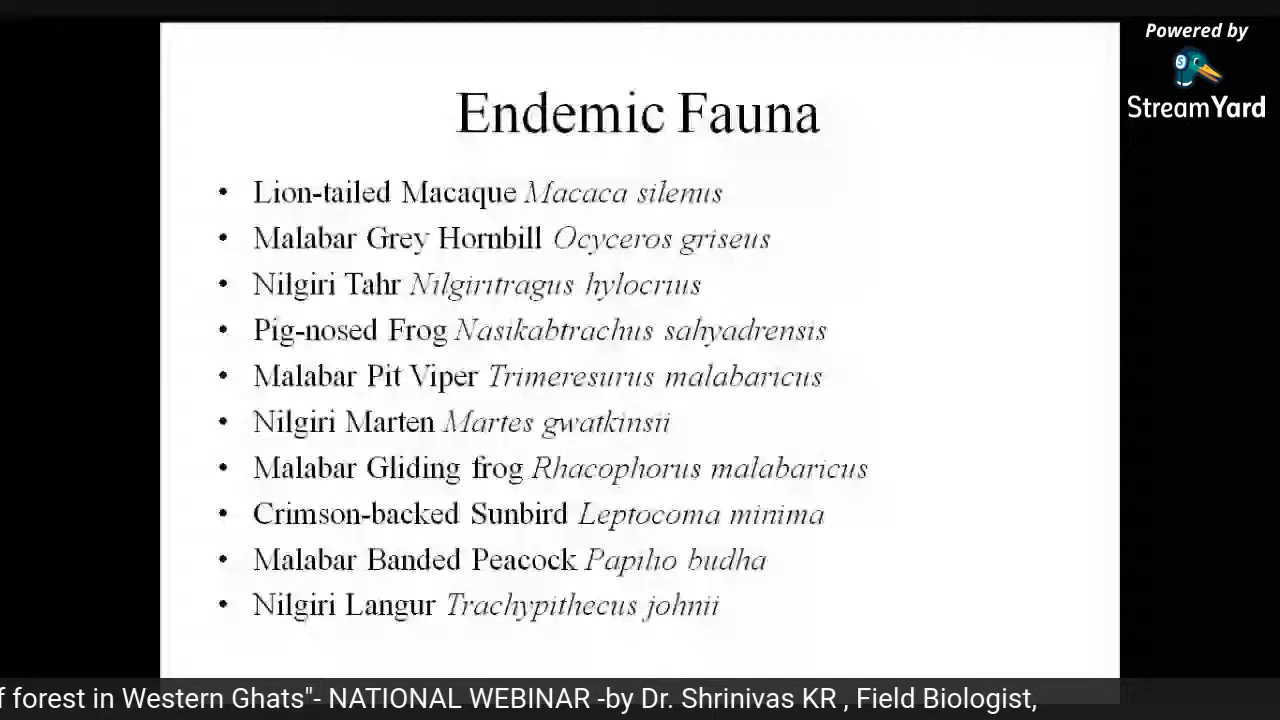 Powered by
StreamYard
Endemic Fauna
• Lion-tailed Macaque Macaca silenus
• Malabar Grey Hornbill Ocyceros griseus
• Nilgiri Tahr Nilgiritragus hylocrius
• Pig-nosed Frog Nasikabtrachus sahyadrensis
• Malabar Pit Viper Trimeresurus malabaricus
• Nilgiri Marten Martes gwatkinsii
• Malabar Gliding frog Rhacophorus malabaricus
• Crimson-backed Sunbird Leptocoma minima
• Malabar Banded Peacock Papilio budha
• Nilgiri Langur Trachypithecus johnii
f forest in Western Ghats"- NATIONAL WEBINAR -by Dr. Shrinivas KR , Field Biologist,